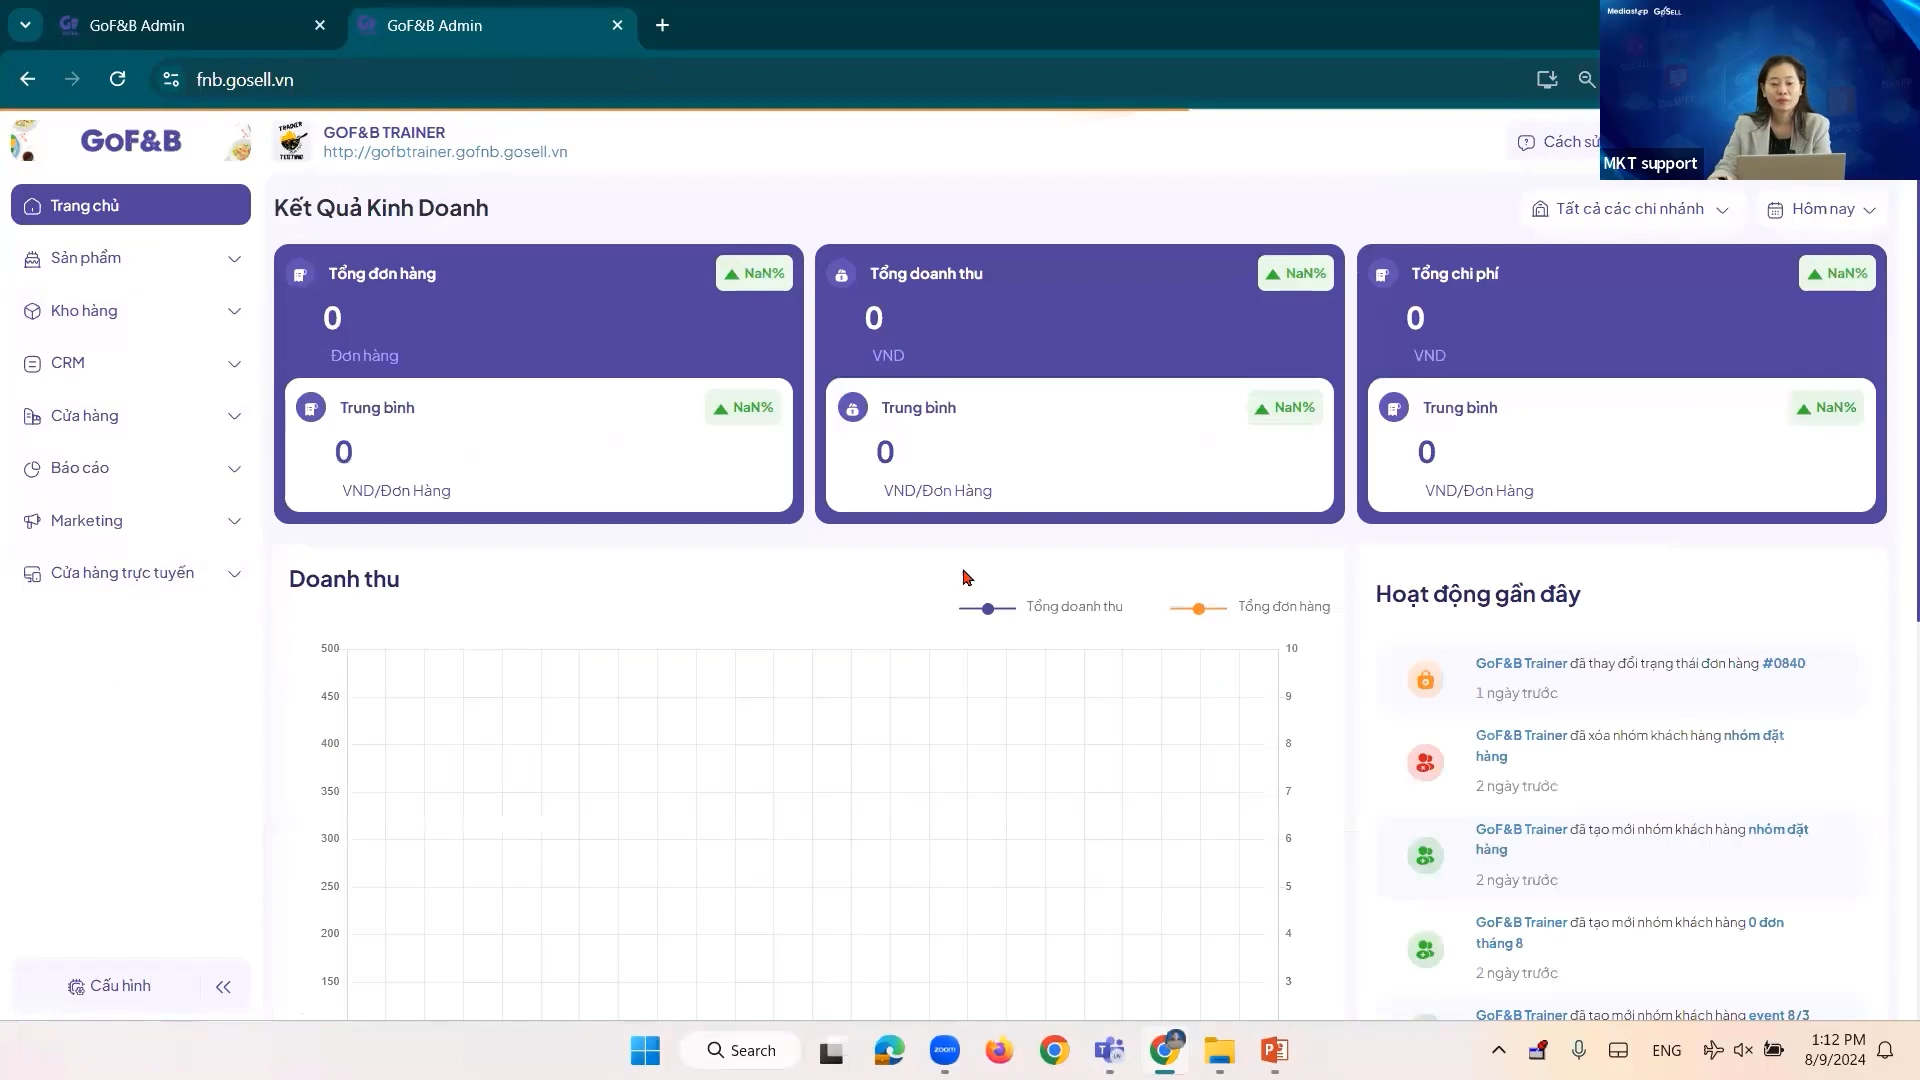 GoF&B Admin
GoF&B Admin
fnb.gosell.vn
Mediastep GoSELL
MKT support
GoF&B
TRAINER
TESTING
GOF&B TRAINER
http://gofbtrainer.gofnb.gosell.vn
Cách sử
Trang chủ
Sản phẩm
Kho hàng
CRM
Cửa hàng
Báo cáo
Marketing
Cửa hàng trực tuyến
Cấu hình
Kết Quả Kinh Doanh
Tất cả các chi nhánh
Hôm nay
Tổng đơn hàng
NaN%
0
Đơn hàng
Trung bình
NaN%
0
VND/Đơn Hàng
Tổng doanh thu
NaN%
0
VND
Trung bình
NaN%
0
VND/Đơn Hàng
Tổng chi phí
NaN%
0
VND
Trung bình
NaN%
0
VND/Đơn Hàng
Doanh thu
Tổng doanh thu
Tổng đơn hàng
500
450
400
350
300
250
200
150
10
9
8
7
6
5
4
3
Hoạt động gần đây
GoF&B Trainer đã thay đổi trạng thái đơn hàng #0840
1 ngày trước
GoF&B Trainer đã xóa nhóm khách hàng nhóm đặt
hàng
2 ngày trước
GoF&B Trainer đã tạo mới nhóm khách hàng nhóm đặt
hàng
2 ngày trước
GoF&B Trainer đã tạo mới nhóm khách hàng 0 đơn
tháng 8
2 ngày trước
GoF&B Trainer đã tạo mới nhóm khách hàng event 8/3
Search
zoom
ENG
1:12 PM
8/9/2024